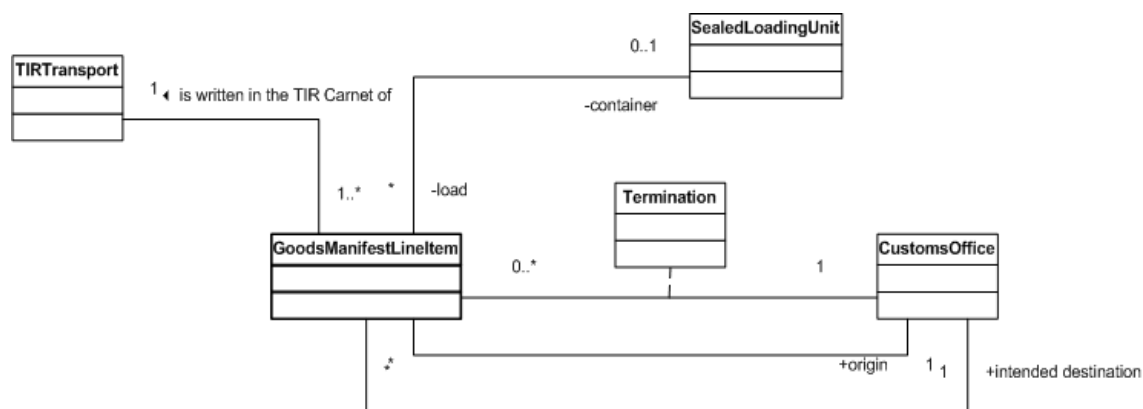 SealedLoadingUnit
0..1
TIRTransport
1
is written in the TIR Carnet of
-container
1..*
*
-load
Termination
GoodsManifestLineItem
CustomsOffice
0..*
1
*
*
+origin
1
1
+intended destination